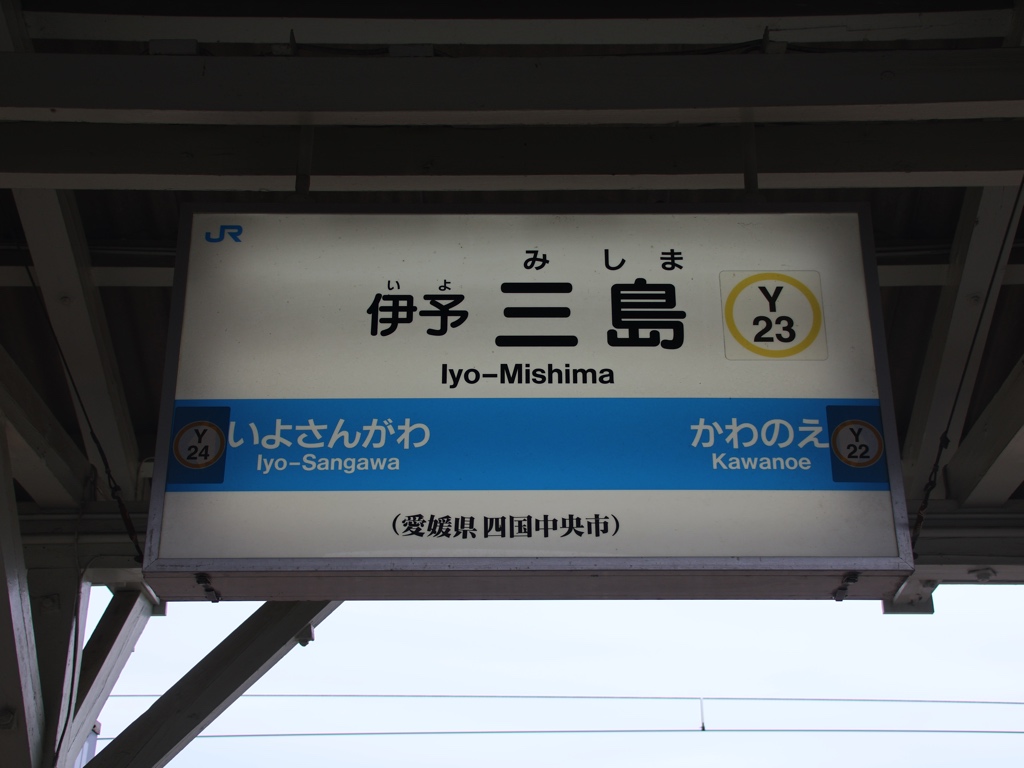 JR
いよ みしま
伊予三島
Iyo-Mishima
Y
23
Y
24
いよさんがわ
Iyo-Sangawa
かわのえ
Kawanoe
Y
22
（愛媛県 四国中央市）